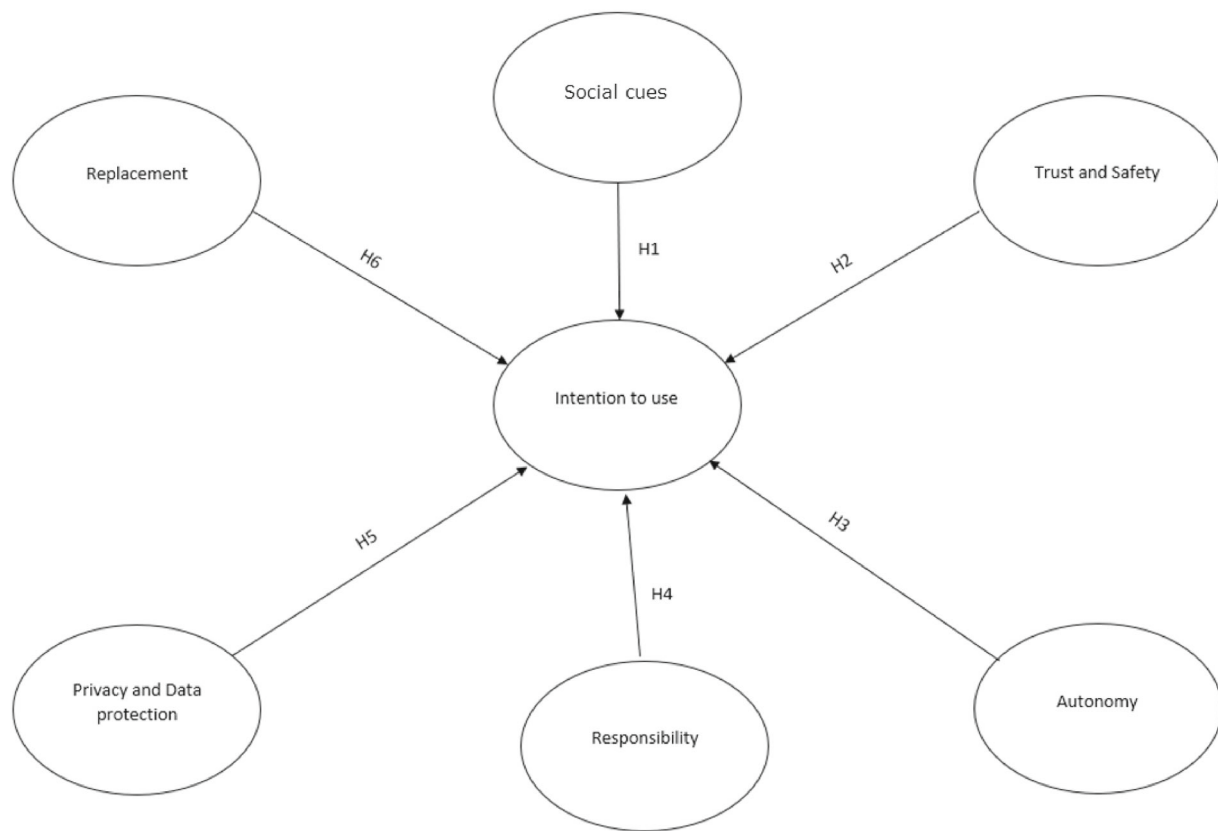 Social cues
Replacement
Trust and Safety
H6
H1
H2
Intention to use
H5
H4
H3
Privacy and Data
protection
Responsibility
Autonomy